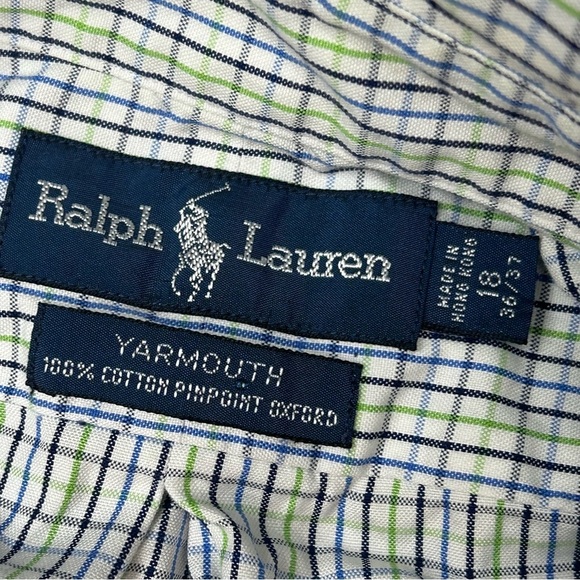 Ralph Lauren
MADE IN
HONG KONG
18
36/37
YARMOUTH
100% COTTON PINPOINT OXFORD